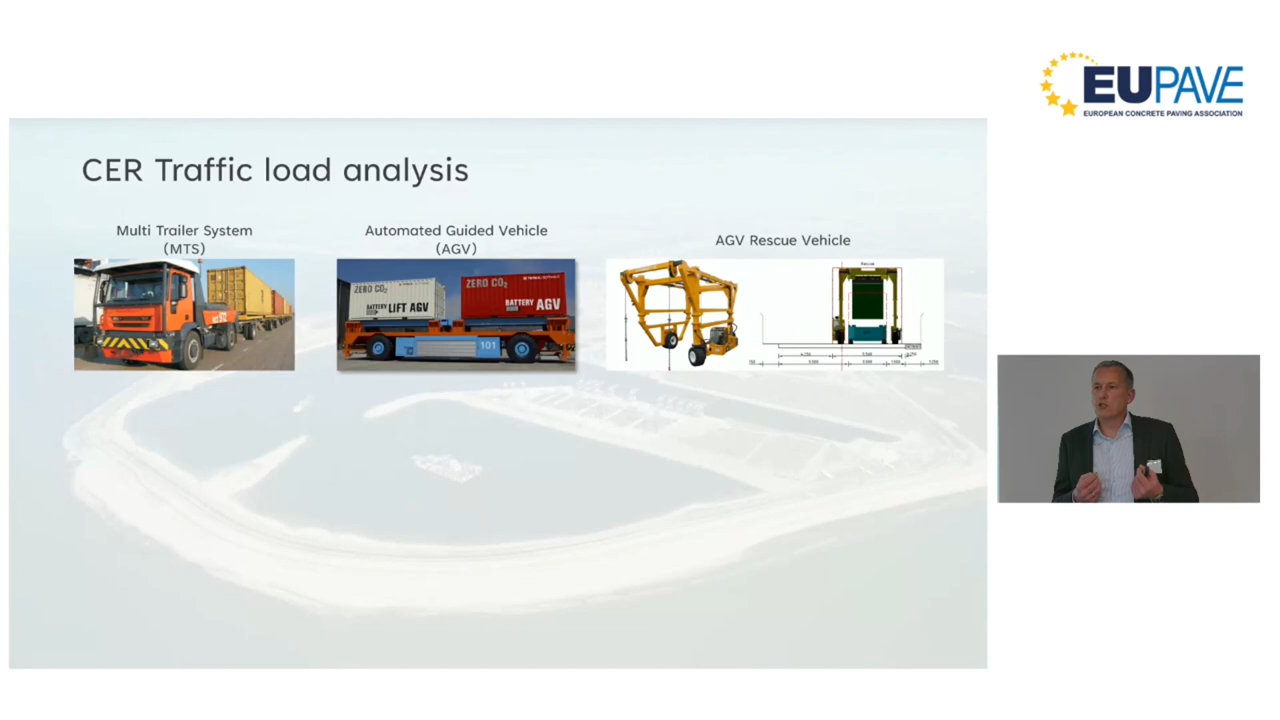 EUPAVE
EUROPEAN CONCRETE PAVING ASSOCIATION
CER Traffic load analysis
Multi Trailer System
(MTS)
Automated Guided Vehicle
(AGV)
AGV Rescue Vehicle
ZERO CO₂
BATTERY LIFT AGV
ZERO CO₂
BATTERY AGV
101
Rescue